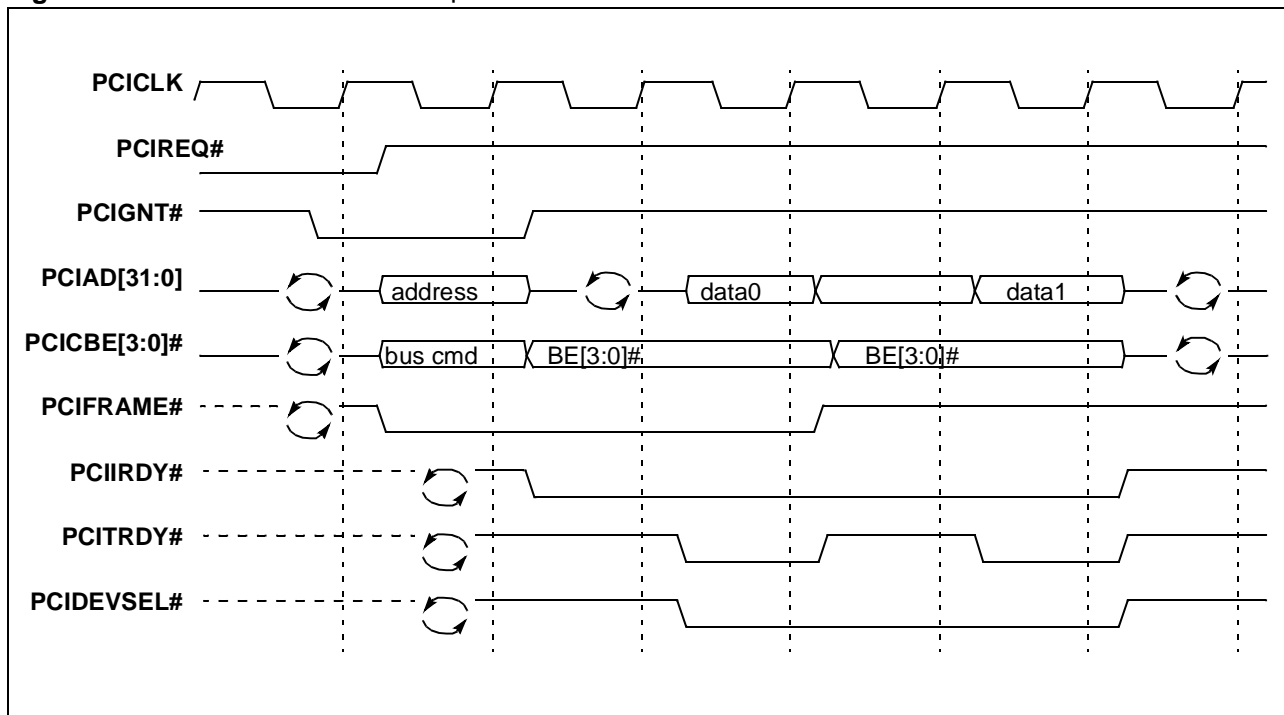 PCICLK
PCIREQ#
PCIGNT#
PCIAD[31:0]
address
data0
data1
PCICBE[3:0]#
bus cmd
BE[3:0]#
BE[3:0]#
PCIFRAME#
PCIIRDY#
PCITRDY#
PCIDEVSEL#